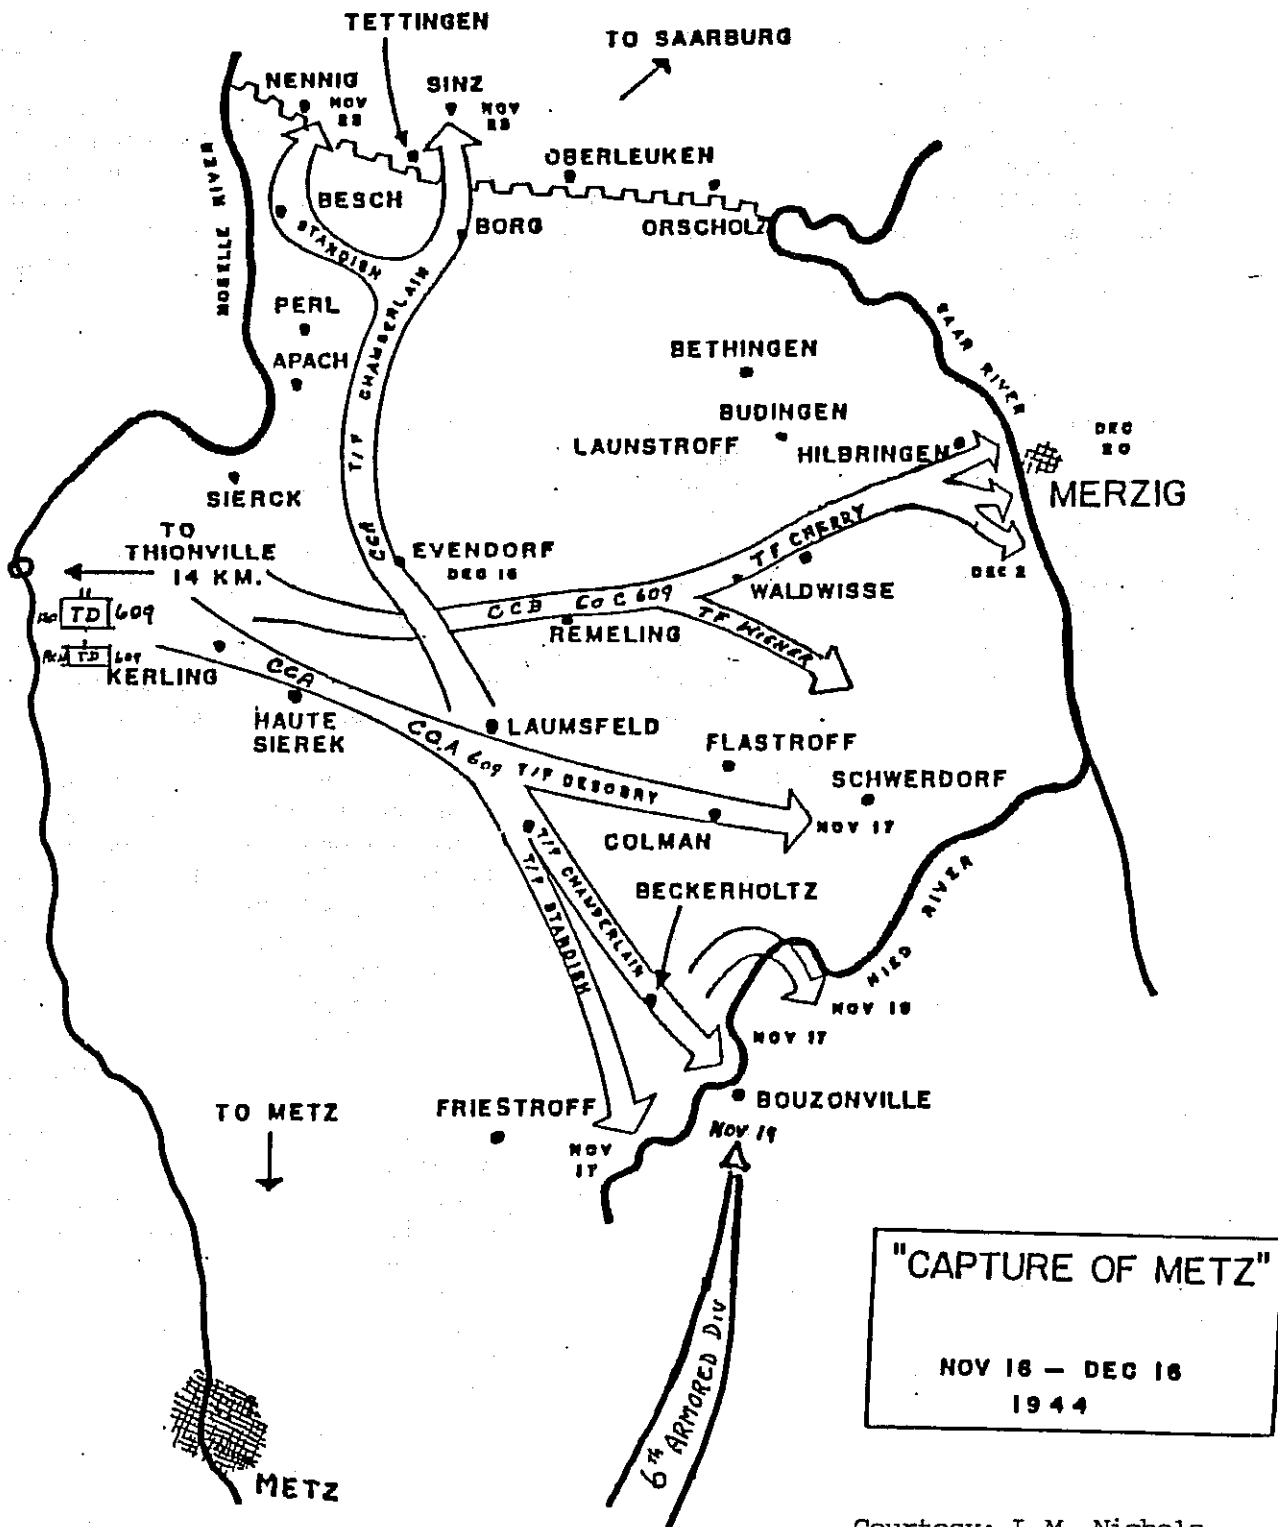 TETTINGEN
TO SAARBURG
NENNIG
NOV
SINZ
NOV
MOSELLE RIVER
BESCH
OBERLEUKEN
BORG
ORSCHOLZ
STANDISH
T/F CHAMBERLAIN
CCA
PERL
APACH
SAAR RIVER
BETHINGEN
BUDINGEN
LAUNSTROFF
HILBRINGEN
DEC
20
MERZIG
SIERCK
TO
THIONVILLE
14 KM.
EVENDORF
DEC 16
TF CHERRY
DEC 2
WALDWISSE
CCB Co C 609
REMELING
TF WIENER
TD 609
TD 609
KERLING
CCA
HAUTE
SIEREK
LAUMSFELD
CO.A 609 T/F DESOBRY
FLASTROFF
SCHWERDORF
NOV 17
COLMAN
T/F CHAMBERLAIN
T/F STANDISH
BECKERHOLTZ
NIED RIVER
NOV 18
NOV 17
TO METZ
FRIESTROFF
NOV
17
BOUZONVILLE
NOV 19
6th ARMORED DIV
METZ
"CAPTURE OF METZ"
NOV 16 — DEC 16
1944
Courtesy: J.M. Nichols